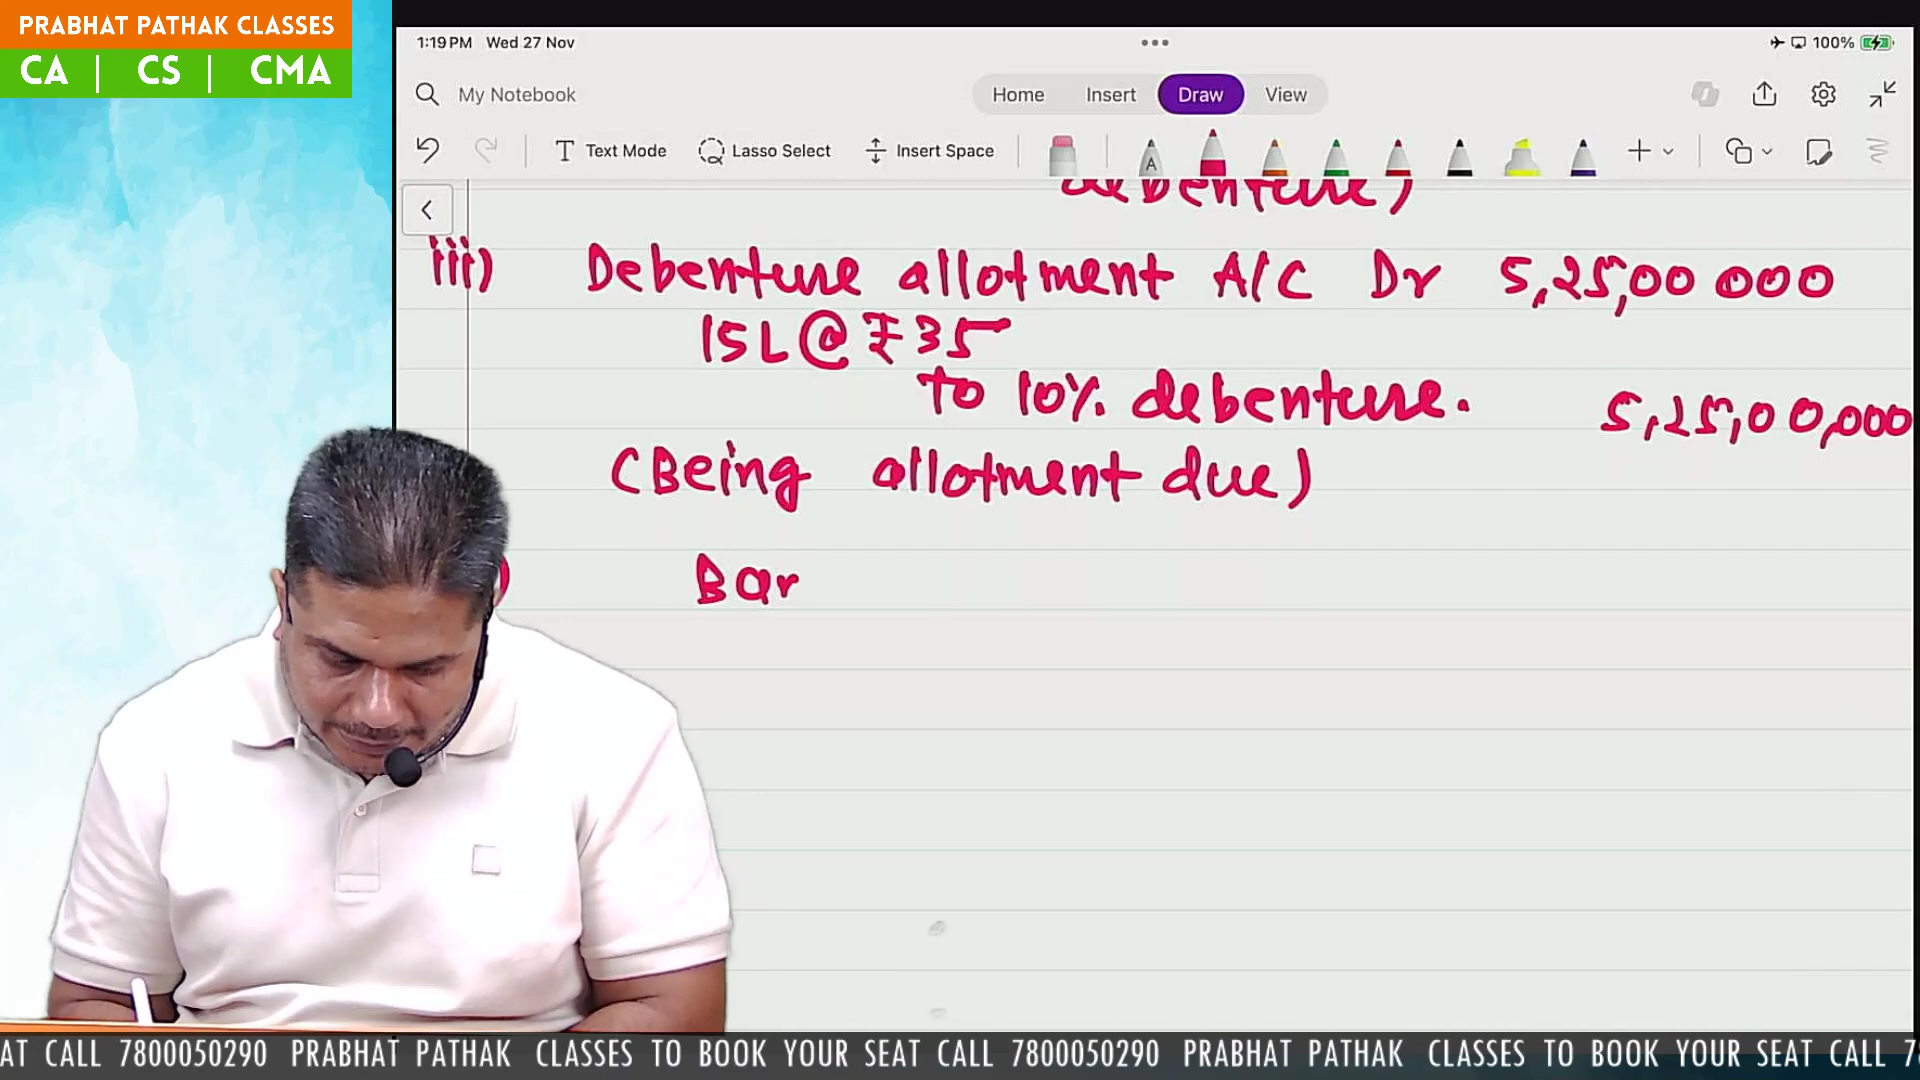 PRABHAT PATHAK CLASSES
CA | CS | CMA
1:19 PM Wed 27 Nov
100%
My Notebook
Home Insert Draw View
Text Mode Lasso Select Insert Space
A
debenture)
iii) Debenture allotment A/C Dr 5,25,00 000
15L@₹35
to 10% debenture. 5,25,00,000
(Being allotment due)
) Bar
AT CALL 7800050290 PRABHAT PATHAK CLASSES TO BOOK YOUR SEAT CALL 7800050290 PRABHAT PATHAK CLASSES TO BOOK YOUR SEAT CALL 78